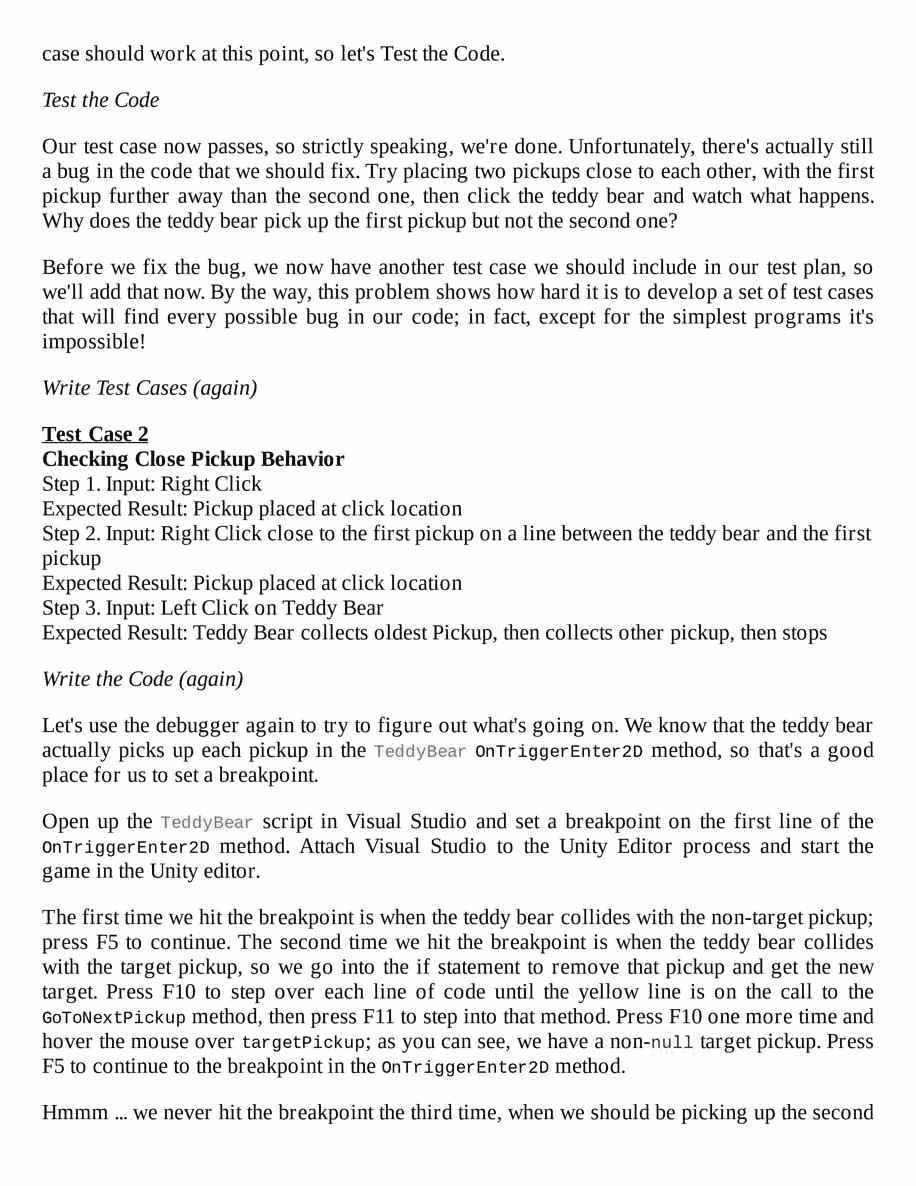 case should work at this point, so let's Test the Code.
Test the Code
Our test case now passes, so strictly speaking, we're done. Unfortunately, there's actually still
a bug in the code that we should fix. Try placing two pickups close to each other, with the first
pickup further away than the second one, then click the teddy bear and watch what happens.
Why does the teddy bear pick up the first pickup but not the second one?
Before we fix the bug, we now have another test case we should include in our test plan, so
we'll add that now. By the way, this problem shows how hard it is to develop a set of test cases
that will find every possible bug in our code; in fact, except for the simplest programs it's
impossible!
Write Test Cases (again)
Test Case 2
Checking Close Pickup Behavior
Step 1. Input: Right Click
Expected Result: Pickup placed at click location
Step 2. Input: Right Click close to the first pickup on a line between the teddy bear and the first
pickup
Expected Result: Pickup placed at click location
Step 3. Input: Left Click on Teddy Bear
Expected Result: Teddy Bear collects oldest Pickup, then collects other pickup, then stops
Write the Code (again)
Let's use the debugger again to try to figure out what's going on. We know that the teddy bear
actually picks up each pickup in the TeddyBear OnTriggerEnter2D method, so that's a good
place for us to set a breakpoint.
Open up the TeddyBear script in Visual Studio and set a breakpoint on the first line of the
OnTriggerEnter2D method. Attach Visual Studio to the Unity Editor process and start the
game in the Unity editor.
The first time we hit the breakpoint is when the teddy bear collides with the non-target pickup;
press F5 to continue. The second time we hit the breakpoint is when the teddy bear collides
with the target pickup, so we go into the if statement to remove that pickup and get the new
target. Press F10 to step over each line of code until the yellow line is on the call to the
GoToNextPickup method, then press F11 to step into that method. Press F10 one more time and
hover the mouse over targetPickup; as you can see, we have a non-null target pickup. Press
F5 to continue to the breakpoint in the OnTriggerEnter2D method.
Hmmm ... we never hit the breakpoint the third time, when we should be picking up the second